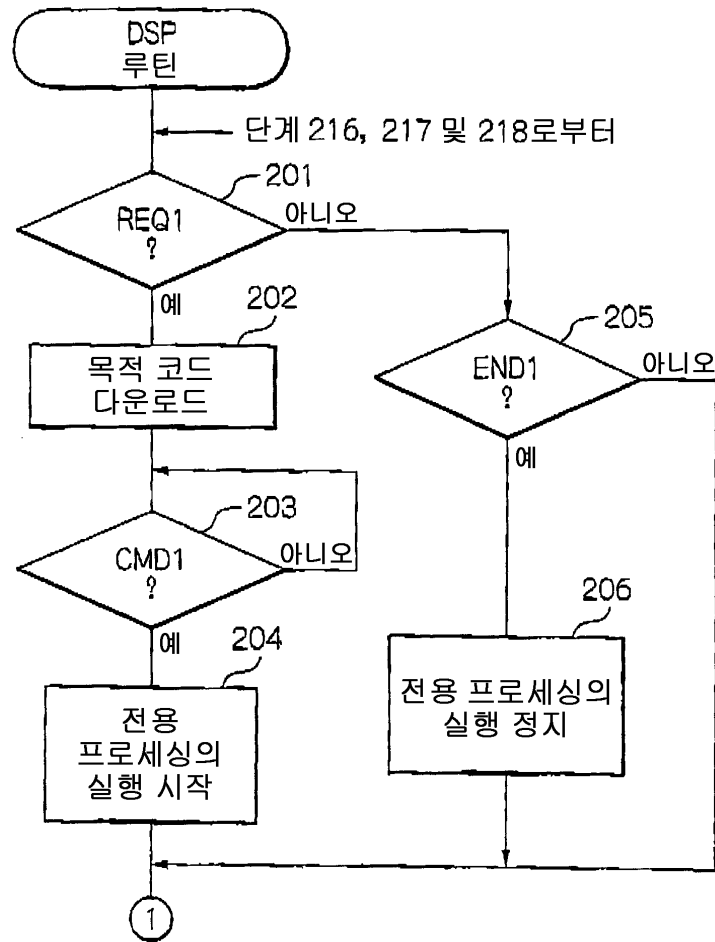 DSP
루틴
단계 216, 217 및 218로부터
201
REQ1
?
아니오
예
202
목적 코드
다운로드
203
CMD1
?
아니오
예
204
전용
프로세싱의
실행 시작
205
END1
?
아니오
예
206
전용 프로세싱의
실행 정지
1